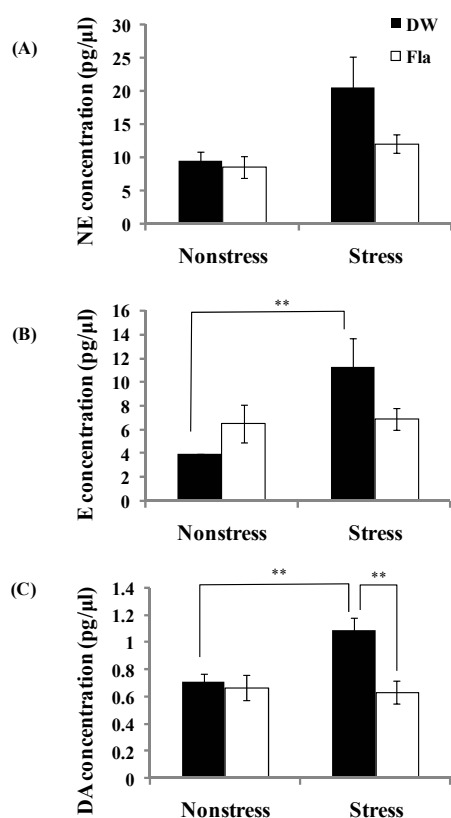 (A)
NE concentration (pg/µl)
30
25
20
15
10
5
0
DW
Fla
Nonstress Stress
(B)
E concentration (pg/µl)
16
14
12
10
8
6
4
2
0
**
Nonstress Stress
(C)
DA concentration (pg/µl)
1.4
1.2
1
0.8
0.6
0.4
0.2
0
** **
Nonstress Stress